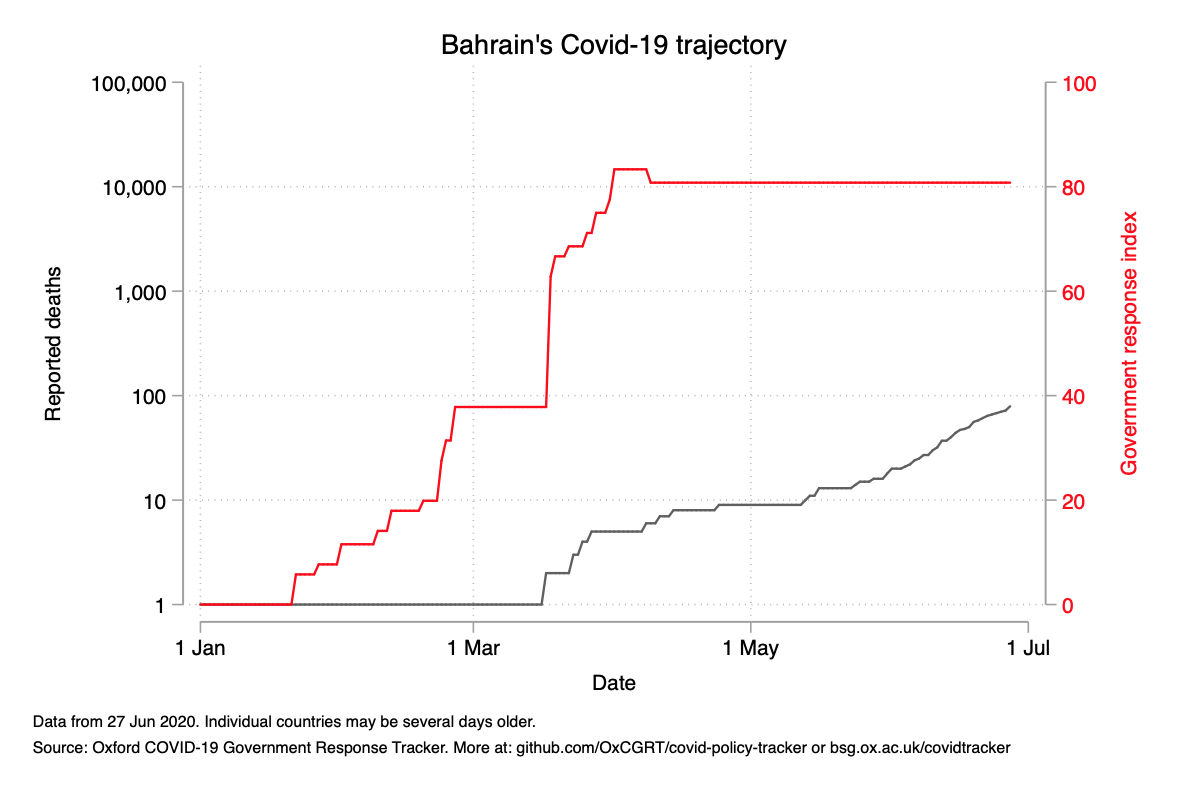 Bahrain's Covid-19 trajectory
100,000
10,000
1,000
100
10
1
Reported deaths
100
80
60
40
20
0
Government response index
1 Jan
1 Mar
1 May
1 Jul
Date
Data from 27 Jun 2020. Individual countries may be several days older.
Source: Oxford COVID-19 Government Response Tracker. More at: github.com/OxCGRT/covid-policy-tracker or bsg.ox.ac.uk/covidtracker